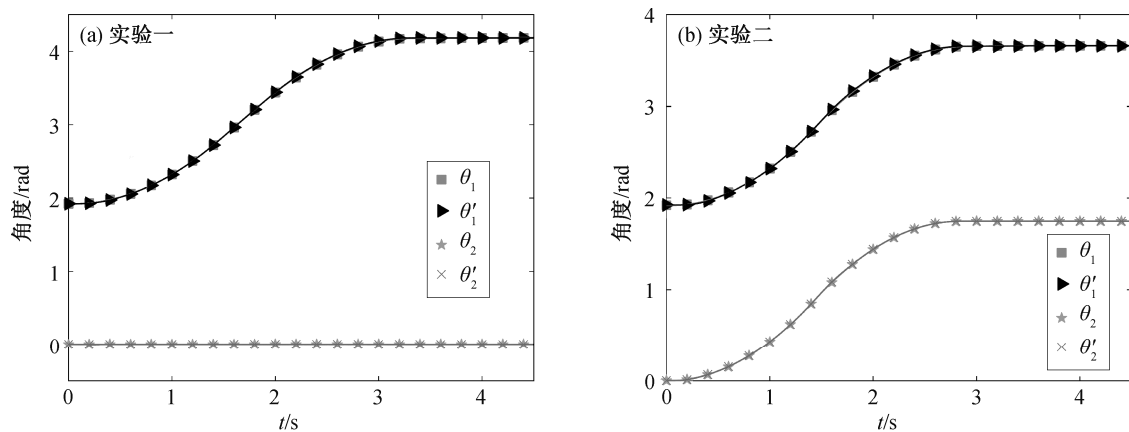 (a) 实验一
4
3
2
1
0
角度/rad
θ₁
θ′₁
θ₂
θ′₂
0 1 2 3 4
t/s
(b) 实验二
4
3
2
1
0
角度/rad
θ₁
θ′₁
θ₂
θ′₂
0 1 2 3 4
t/s